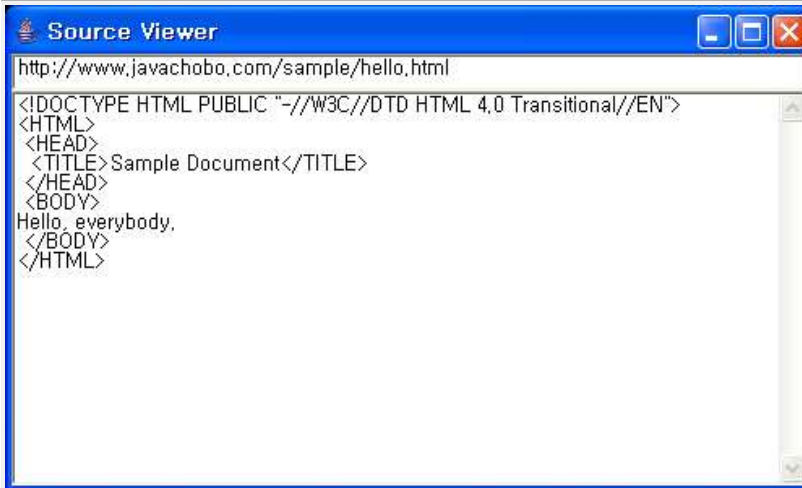 Source Viewer
http://www.javachobo.com/sample/hello.html
<!DOCTYPE HTML PUBLIC "-//W3C//DTD HTML 4.0 Transitional//EN">
<HTML>
<HEAD>
<TITLE>Sample Document</TITLE>
</HEAD>
<BODY>
Hello, everybody.
</BODY>
</HTML>